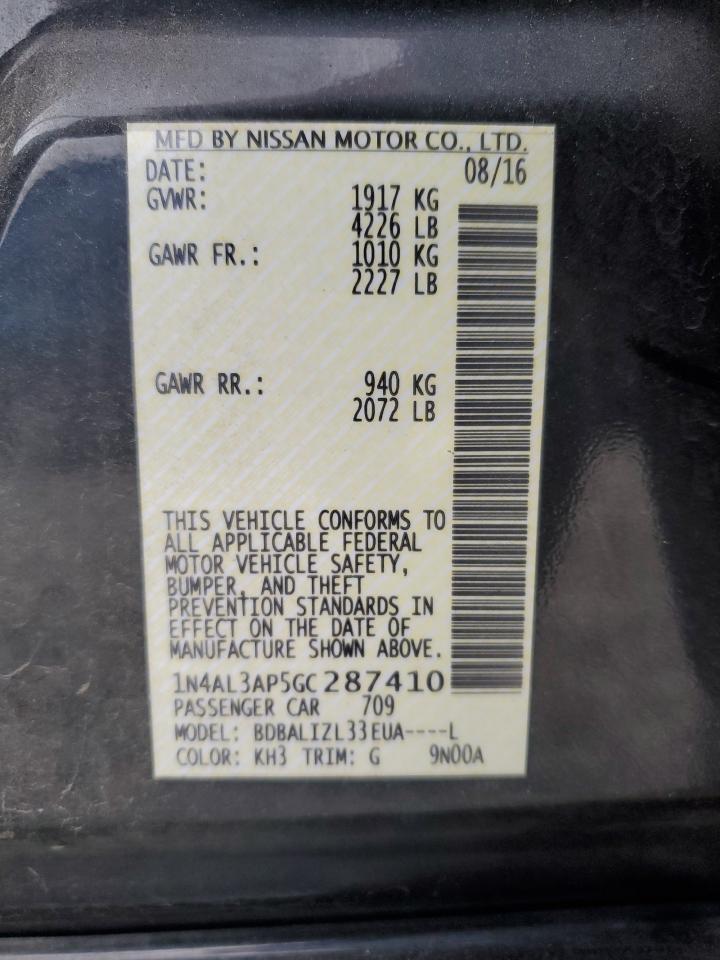 MFD BY NISSAN MOTOR CO., LTD.
DATE: 08/16
GVWR: 1917 KG
4226 LB
GAWR FR.: 1010 KG
2227 LB
GAWR RR.: 940 KG
2072 LB
THIS VEHICLE CONFORMS TO
ALL APPLICABLE FEDERAL
MOTOR VEHICLE SAFETY,
BUMPER, AND THEFT
PREVENTION STANDARDS IN
EFFECT ON THE DATE OF
MANUFACTURE SHOWN ABOVE.
1N4AL3AP5GC287410
PASSENGER CAR 709
MODEL: BDBALIZL33EUA----L
COLOR: KH3 TRIM: G 9N00A